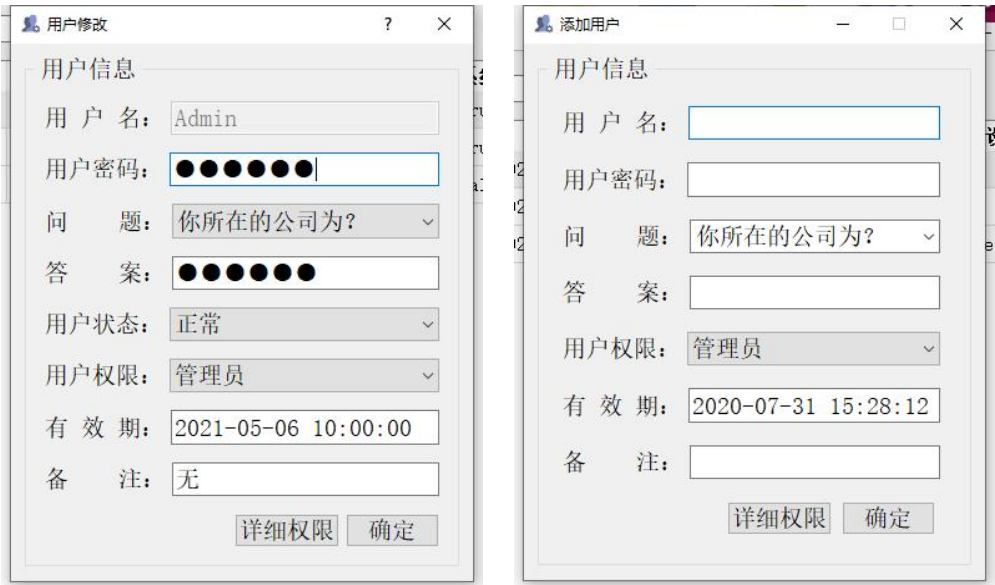 用户修改
用户信息
用 户 名： Admin
用户密码： ●●●●●●
问 题： 你所在的公司为?
答 案： ●●●●●●
用户状态： 正常
用户权限： 管理员
有 效 期： 2021-05-06 10:00:00
备 注： 无
详细权限 确定
添加用户
用户信息
用 户 名：
用户密码：
问 题： 你所在的公司为?
答 案：
用户权限： 管理员
有 效 期： 2020-07-31 15:28:12
备 注：
详细权限 确定